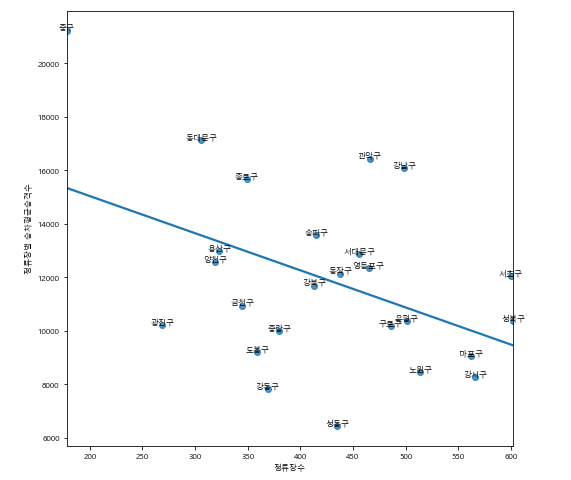 중구
20000
18000
동대문구
관악구
강남구
16000
종로구
정류장별 승차평균승객수
14000
송파구
용산구
서대문구
양천구
영등포구
동작구
서초구
12000
강북구
금천구
광진구
은평구
성북구
구로구
중랑구
10000
도봉구
마포구
노원구
강서구
8000
강동구
성동구
6000
200
250
300
350
400
450
500
550
600
정류장수